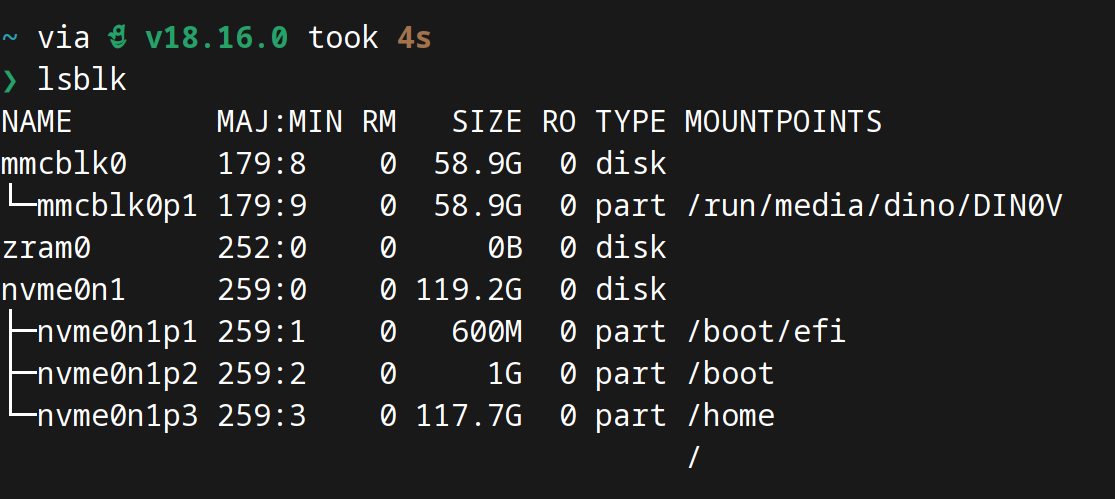 ~ via v18.16.0 took 4s
❯ lsblk
NAME        MAJ:MIN RM   SIZE RO TYPE MOUNTPOINTS
mmcblk0     179:8    0  58.9G  0 disk
└─mmcblk0p1 179:9    0  58.9G  0 part /run/media/dino/DIN0V
zram0       252:0    0     0B  0 disk
nvme0n1     259:0    0 119.2G  0 disk
├─nvme0n1p1 259:1    0   600M  0 part /boot/efi
├─nvme0n1p2 259:2    0     1G  0 part /boot
└─nvme0n1p3 259:3    0 117.7G  0 part /home
                                      /